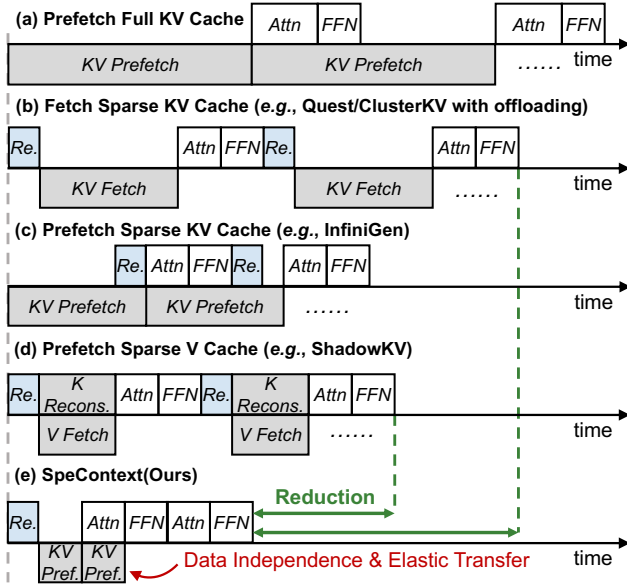 (a) Prefetch Full KV Cache
Attn FFN Attn FFN
KV Prefetch KV Prefetch ...... time
(b) Fetch Sparse KV Cache (e.g., Quest/ClusterKV with offloading)
Re. Attn FFN Re. Attn FFN
KV Fetch KV Fetch ...... time
(c) Prefetch Sparse KV Cache (e.g., InfiniGen)
Re. Attn FFN Re. Attn FFN
KV Prefetch KV Prefetch ...... time
(d) Prefetch Sparse V Cache (e.g., ShadowKV)
Re. K Recons. Attn FFN Re. K Recons. Attn FFN
V Fetch V Fetch ...... time
(e) SpeContext(Ours)
Reduction
Re. Attn FFN Attn FFN
time
KV Pref. KV Pref. Data Independence & Elastic Transfer